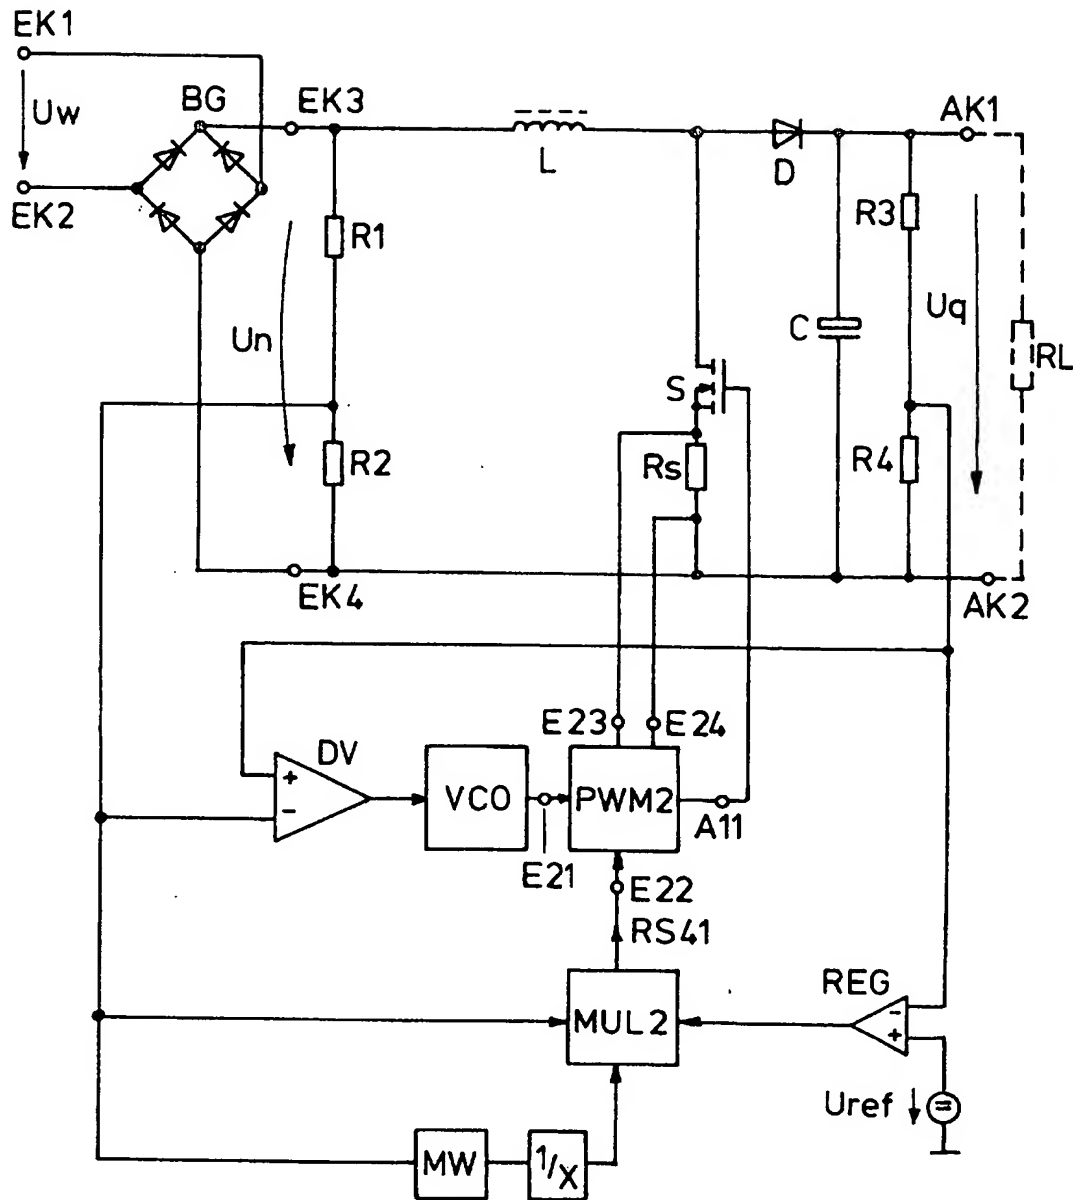 EK1
Uw
BG
EK3
L
D
AK1
EK2
R1
R3
Un
C
Uq
RL
S
R2
Rs
R4
EK4
AK2
E23
E24
DV
+
-
VCO
PWM2
A11
E21
E22
RS41
REG
MUL2
-
+
Uref
=
MW
1/X